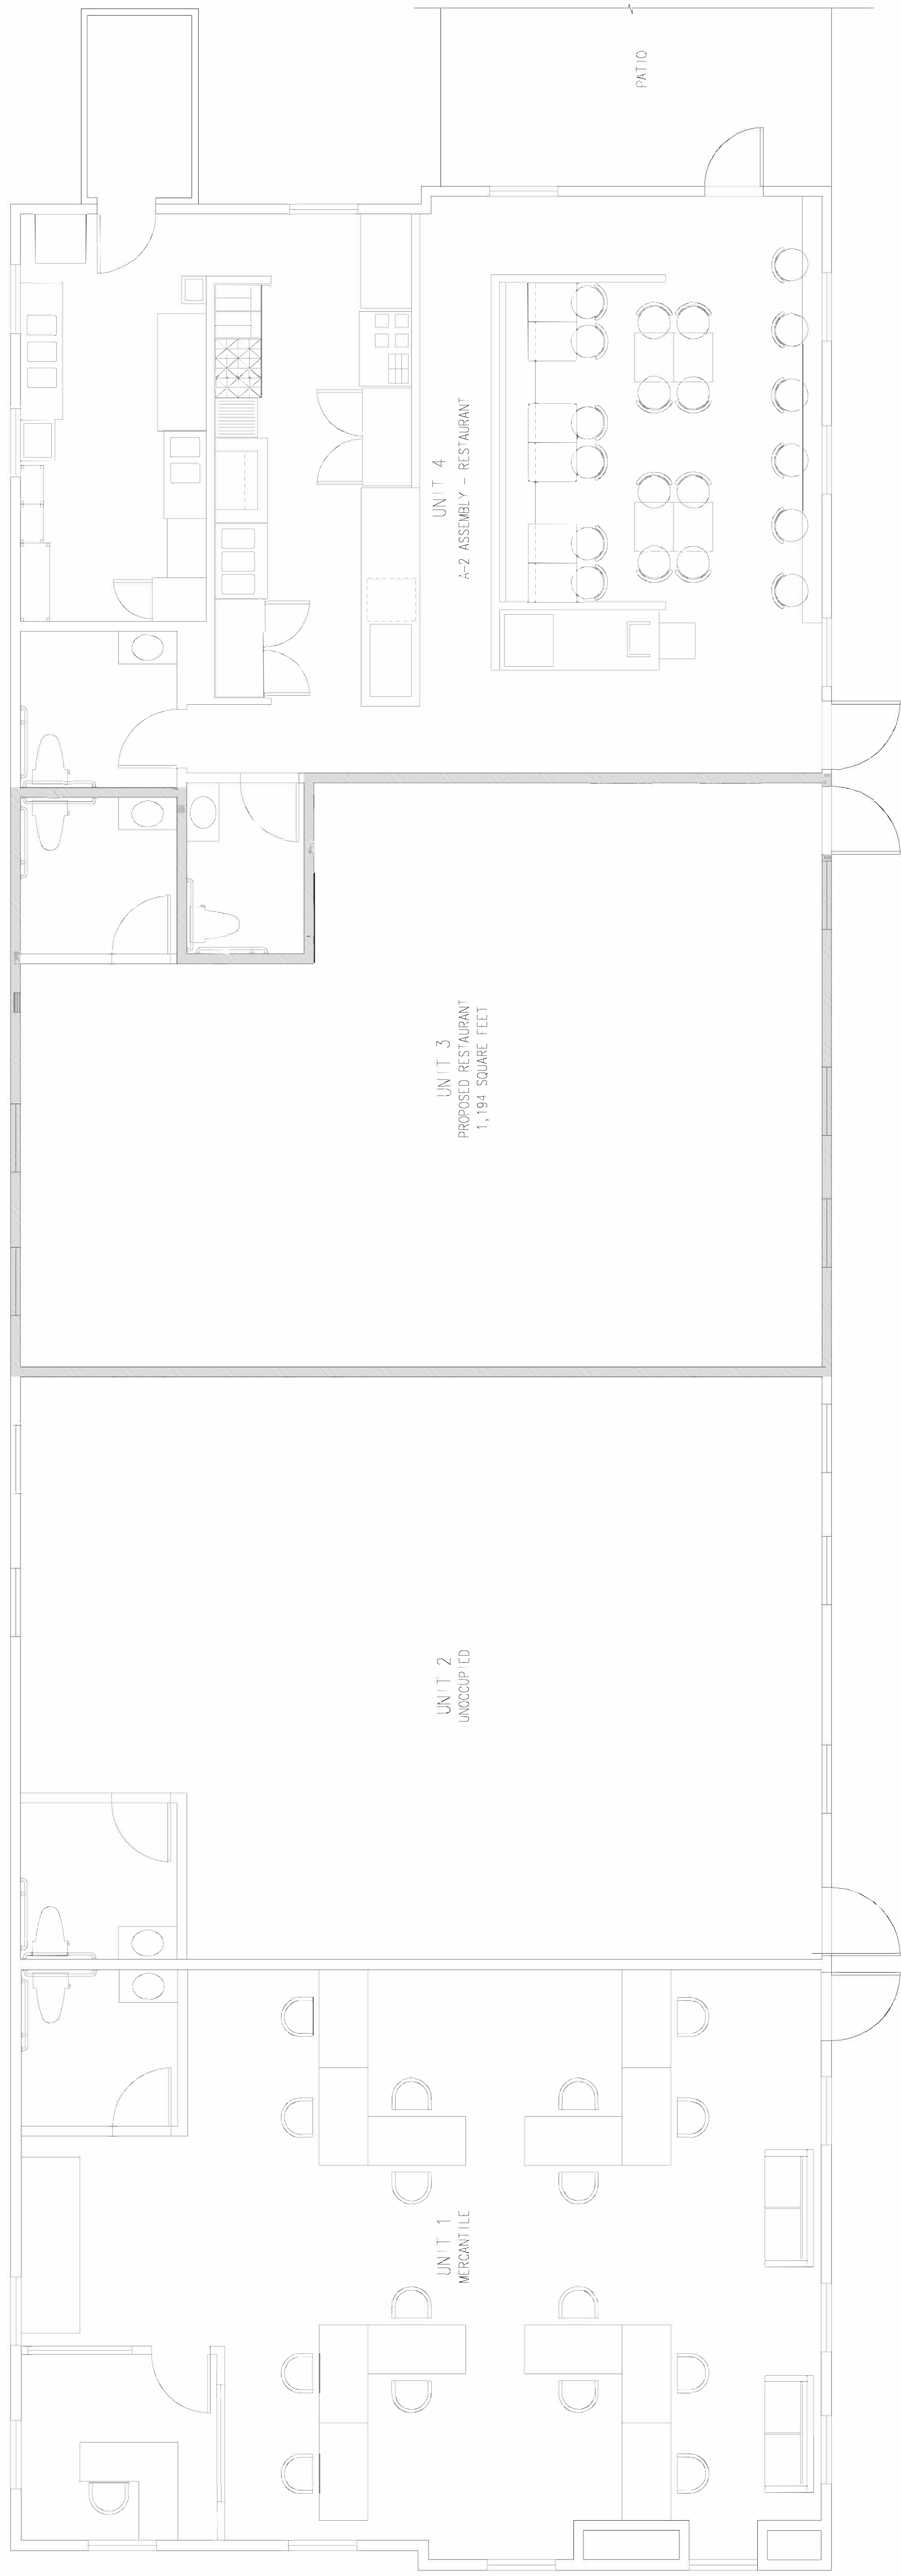 PATIO
UNIT 4
A-2 ASSEMBLY - RESTAURANT
UNIT 3
PROPOSED RESTAURANT
1,194 SQUARE FEET
UNIT 2
UNOCCUPIED
UNIT 1
MERCANTILE